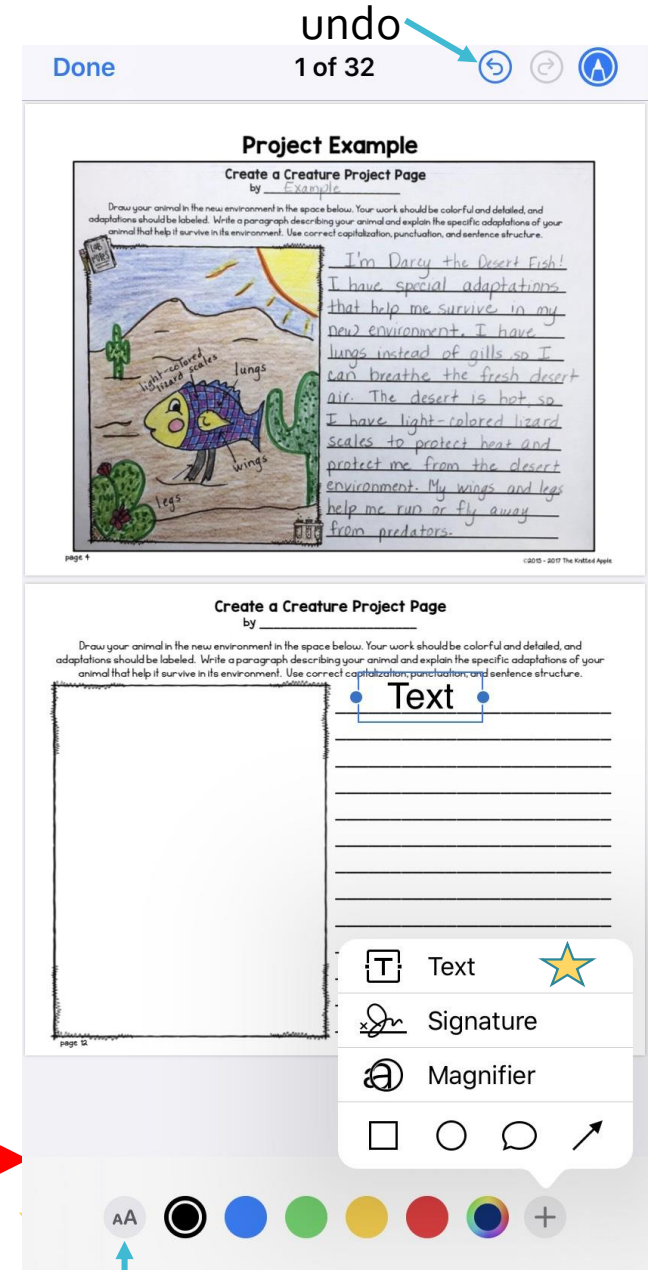 undo
Done
1 of 32
Project Example
Create a Creature Project Page
by Example
Draw your animal in the new environment in the space below. Your work should be colorful and detailed, and
adaptations should be labeled. Write a paragraph describing your animal and explain the specific adaptations of your
animal that help it survive in its environment. Use correct capitalization, punctuation, and sentence structure.
light-colored
lizard scales
lungs
wings
legs
I'm Darcy the Desert Fish!
I have special adaptations
that help me survive in my
new environment. I have
lungs instead of gills so I
can breathe the fresh desert
air. The desert is hot, so
I have light-colored lizard
scales to protect heat and
protect me from the desert
environment. My wings and legs
help me run or fly away
from predators.
page 4
©2015 - 2017 The Knitted Apple
Create a Creature Project Page
by
Draw your animal in the new environment in the space below. Your work should be colorful and detailed, and
adaptations should be labeled. Write a paragraph describing your animal and explain the specific adaptations of your
animal that help it survive in its environment. Use correct capitalization, punctuation, and sentence structure.
Text
page 12
Text
Signature
Magnifier
AA